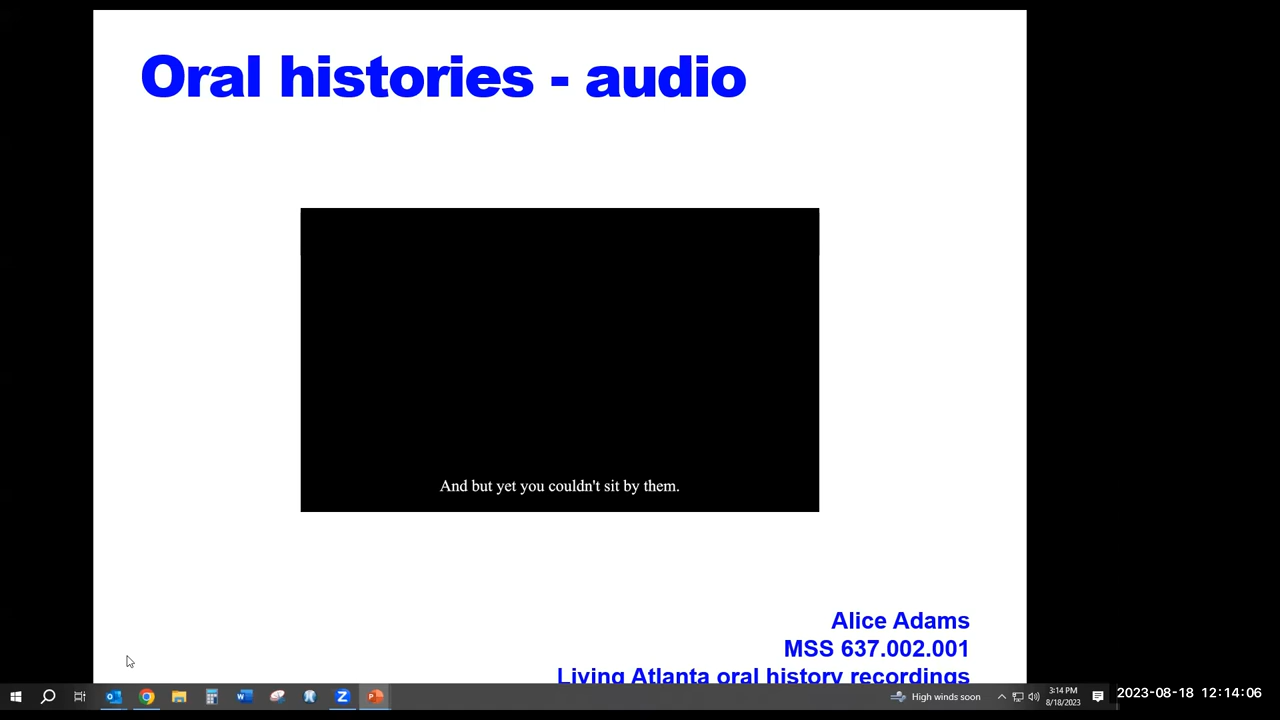 Oral histories - audio
And but yet you couldn't sit by them.
Alice Adams
MSS 637.002.001
Living Atlanta oral history recordings
High winds soon
3:14 PM
8/18/2023
2023-08-18 12:14:06